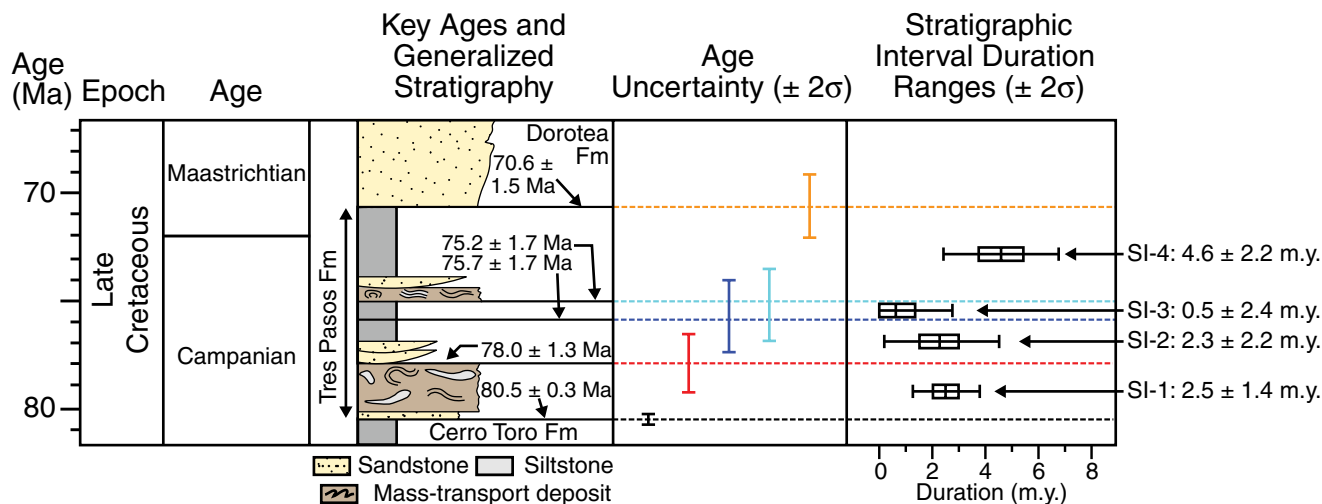 Age
(Ma)
Epoch
Age
Key Ages and
Generalized
Stratigraphy
Age
Uncertainty (± 2σ)
Stratigraphic
Interval Duration
Ranges (± 2σ)
70
80
Late
Cretaceous
Maastrichtian
Campanian
Tres Pasos Fm
Dorotea
Fm
70.6 ±
1.5 Ma
75.2 ± 1.7 Ma
75.7 ± 1.7 Ma
78.0 ± 1.3 Ma
80.5 ± 0.3 Ma
Cerro Toro Fm
SI-4: 4.6 ± 2.2 m.y.
SI-3: 0.5 ± 2.4 m.y.
SI-2: 2.3 ± 2.2 m.y.
SI-1: 2.5 ± 1.4 m.y.
0 2 4 6 8
Duration (m.y.)
Sandstone
Siltstone
Mass-transport deposit